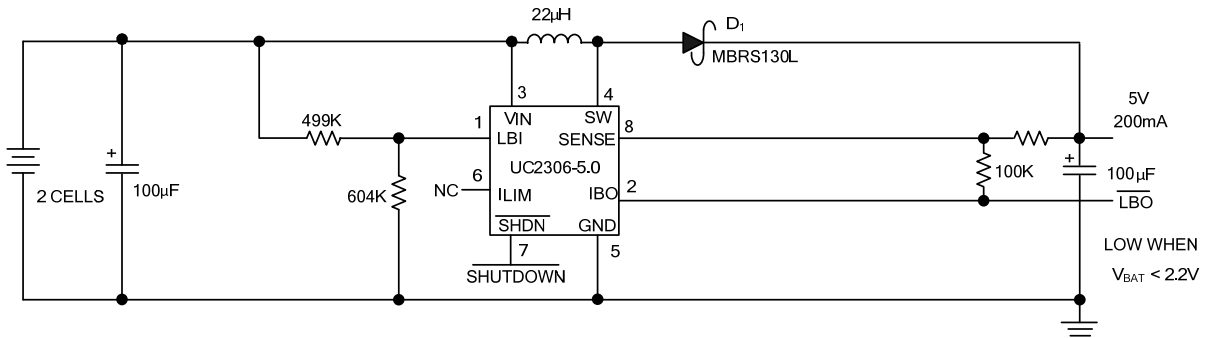 22µH
D₁
MBRS130L
3
4
5V
200mA
499K
1
VIN
SW
8
LBI
SENSE
UC2306-5.0
+
2 CELLS
100µF
604K
NC
6
ILIM
IBO
2
100K
+
100µF
LBO
SHDN
GND
7
5
SHUTDOWN
LOW WHEN
VBAT < 2.2V